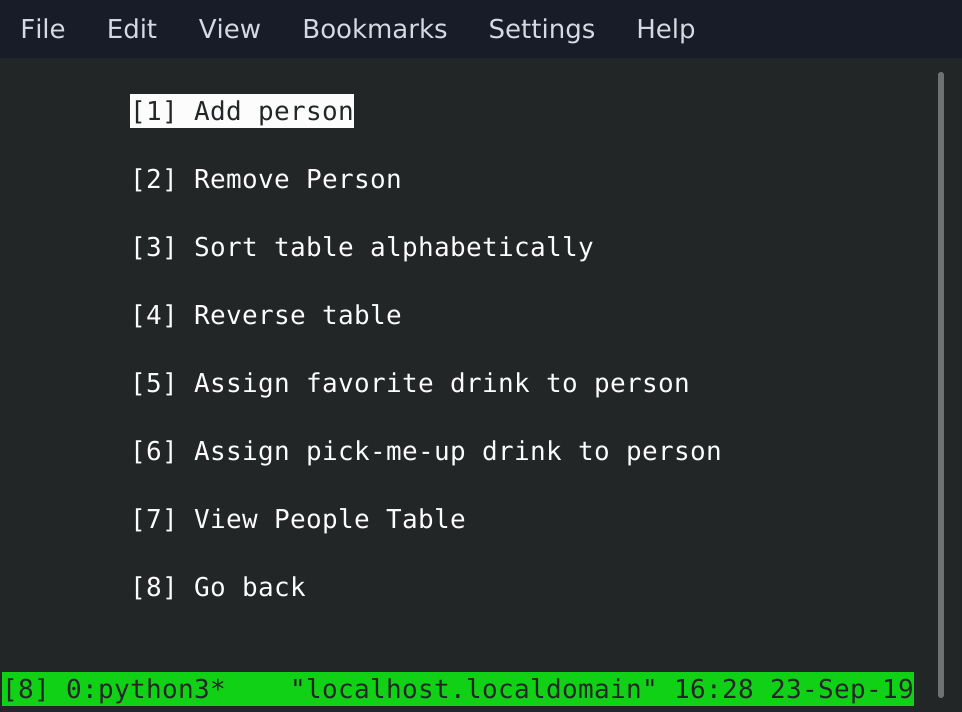 File Edit View Bookmarks Settings Help
[1] Add person
[2] Remove Person
[3] Sort table alphabetically
[4] Reverse table
[5] Assign favorite drink to person
[6] Assign pick-me-up drink to person
[7] View People Table
[8] Go back
[8] 0:python3* "localhost.localdomain" 16:28 23-Sep-19